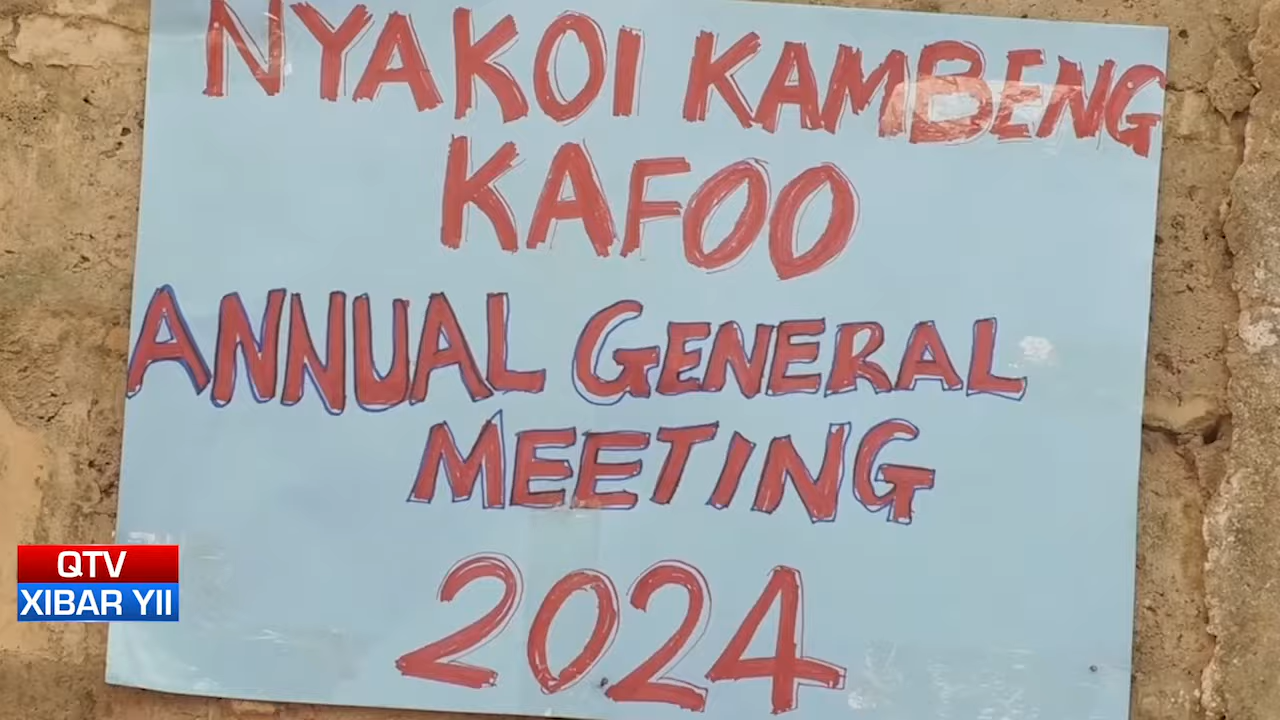 NYAKOI KAMBENG
KAFOO
ANNUAL GENERAL
MEETING
2024
QTV
XIBAR YII